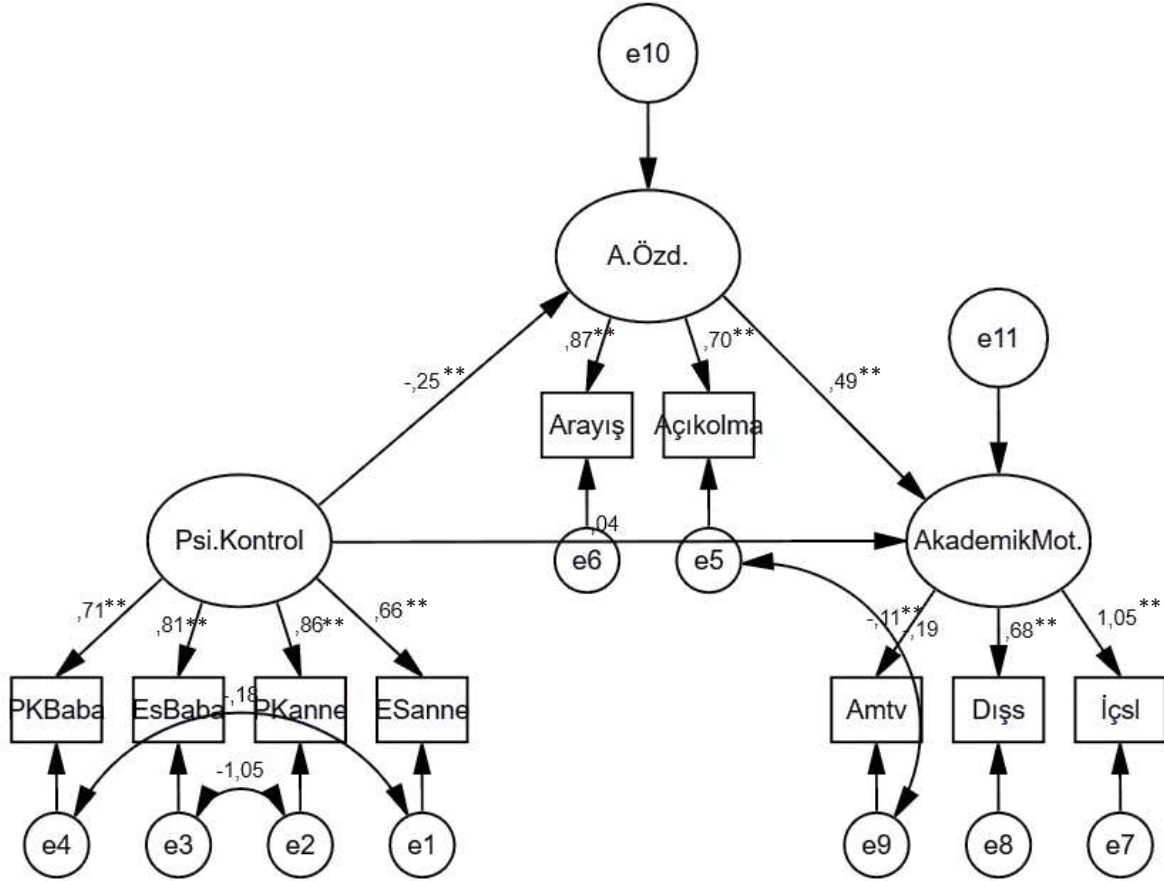 e10
A.Özd.
e11
,87**
,70**
-,25**
,49**
Arayış
Açıkolma
Psi.Kontrol
,04
AkademikMot.
e6
e5
,71**
,81**
,86**
,66**
-,11**
-,19
,68**
1,05**
PKBaba
EsBaba
-,18
PKanne
ESanne
Amtv
Dışs
İçsl
-1,05
e4
e3
e2
e1
e9
e8
e7